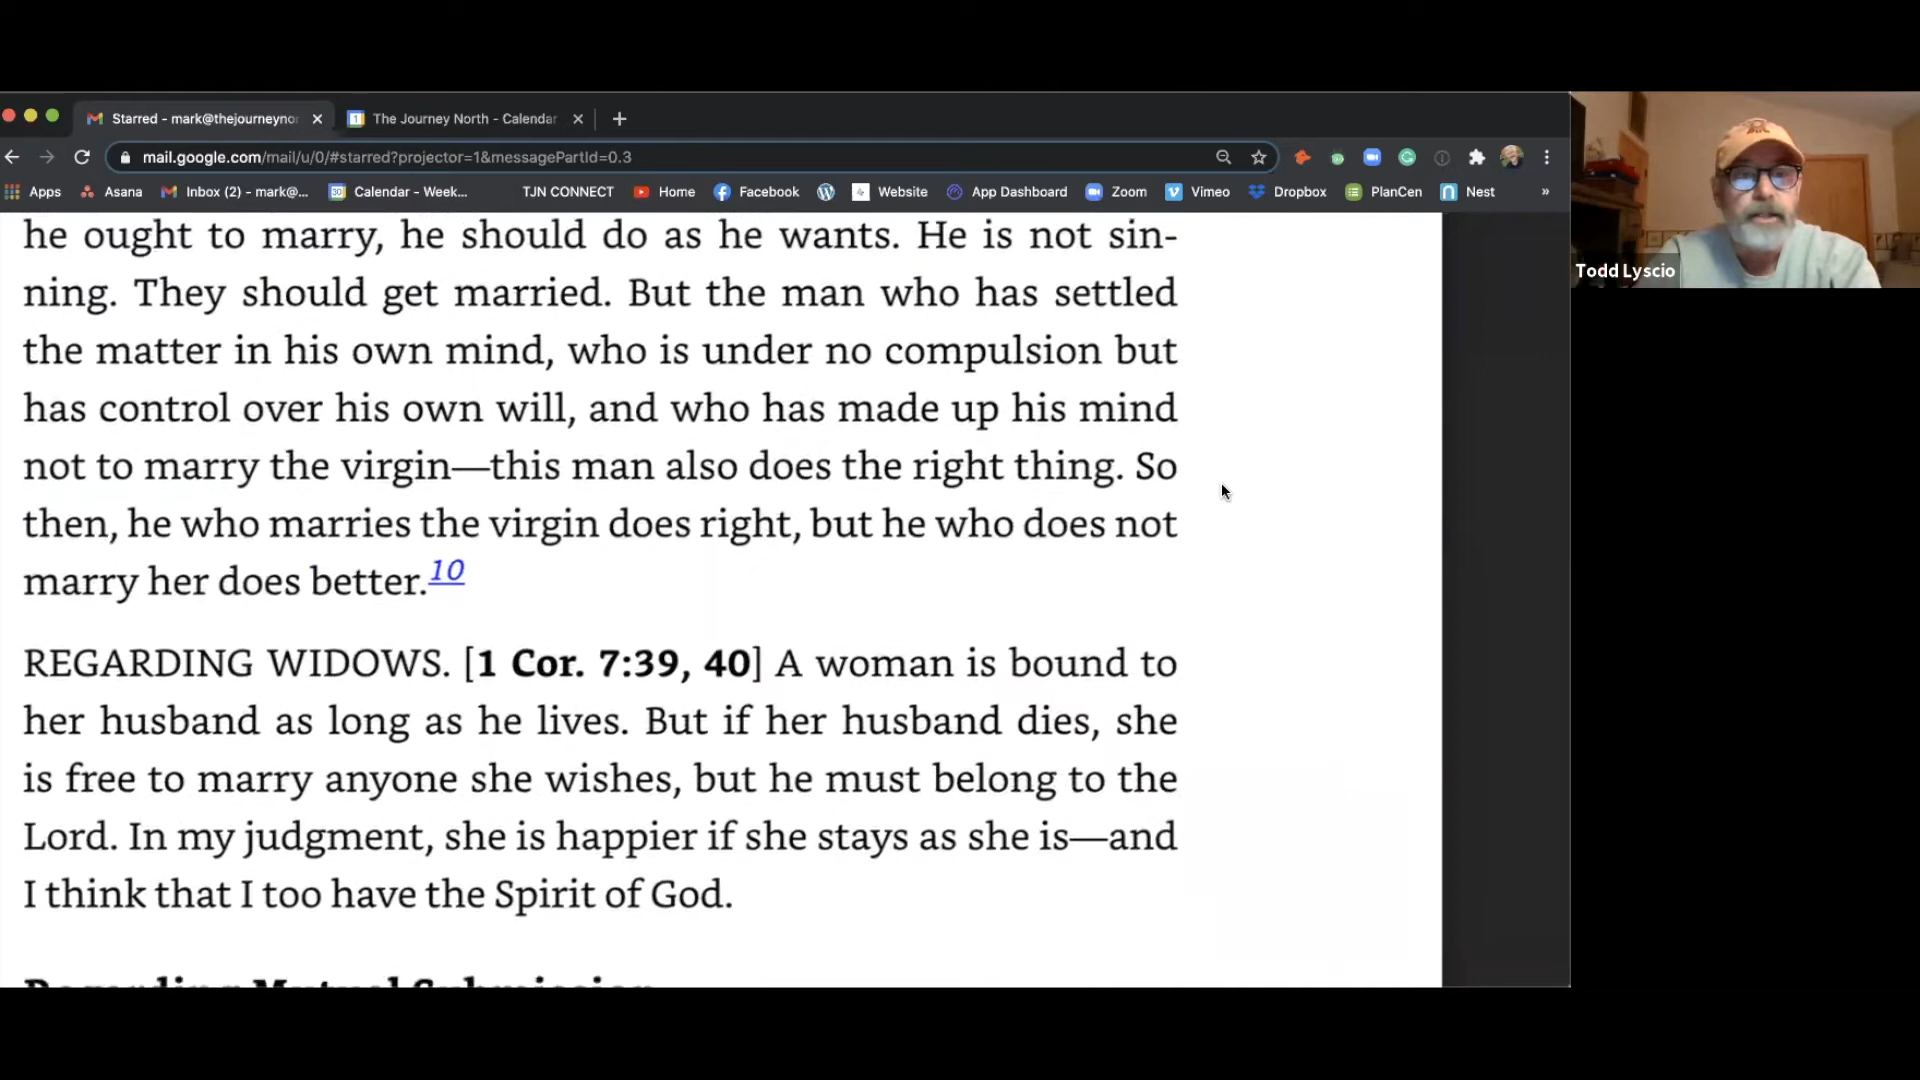 Starred - mark@thejourneyno
The Journey North - Calendar
mail.google.com/mail/u/0/#starred?projector=1&messagePartId=0.3
Apps Asana Inbox (2) - mark@... Calendar - Week... TJN CONNECT Home Facebook Website App Dashboard Zoom Vimeo Dropbox PlanCen Nest »
he ought to marry, he should do as he wants. He is not sin-
ning. They should get married. But the man who has settled
the matter in his own mind, who is under no compulsion but
has control over his own will, and who has made up his mind
not to marry the virgin—this man also does the right thing. So
then, he who marries the virgin does right, but he who does not
marry her does better.10
REGARDING WIDOWS. [1 Cor. 7:39, 40] A woman is bound to
her husband as long as he lives. But if her husband dies, she
is free to marry anyone she wishes, but he must belong to the
Lord. In my judgment, she is happier if she stays as she is—and
I think that I too have the Spirit of God.
Regarding Mutual Submission
Todd Lyscio